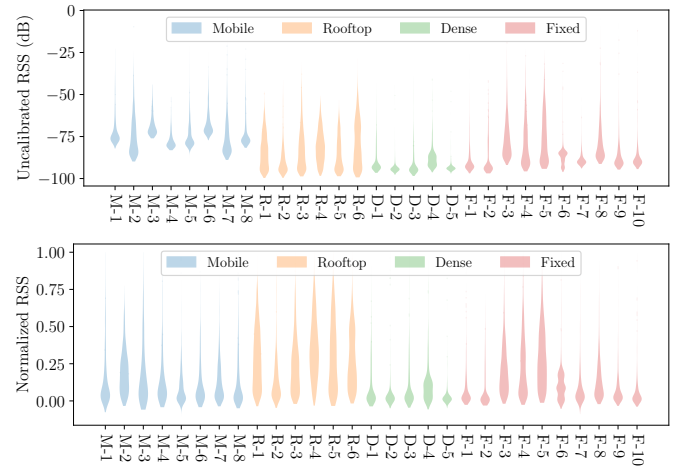 0
−25
−50
−75
−100
Uncalibrated RSS (dB)
Mobile Rooftop Dense Fixed
M-1 M-2 M-3 M-4 M-5 M-6 M-7 M-8 R-1 R-2 R-3 R-4 R-5 R-6 D-1 D-2 D-3 D-4 D-5 F-1 F-2 F-3 F-4 F-5 F-6 F-7 F-8 F-9 F-10
1.00
0.75
0.50
0.25
0.00
Normalized RSS
Mobile Rooftop Dense Fixed
M-1 M-2 M-3 M-4 M-5 M-6 M-7 M-8 R-1 R-2 R-3 R-4 R-5 R-6 D-1 D-2 D-3 D-4 D-5 F-1 F-2 F-3 F-4 F-5 F-6 F-7 F-8 F-9 F-10